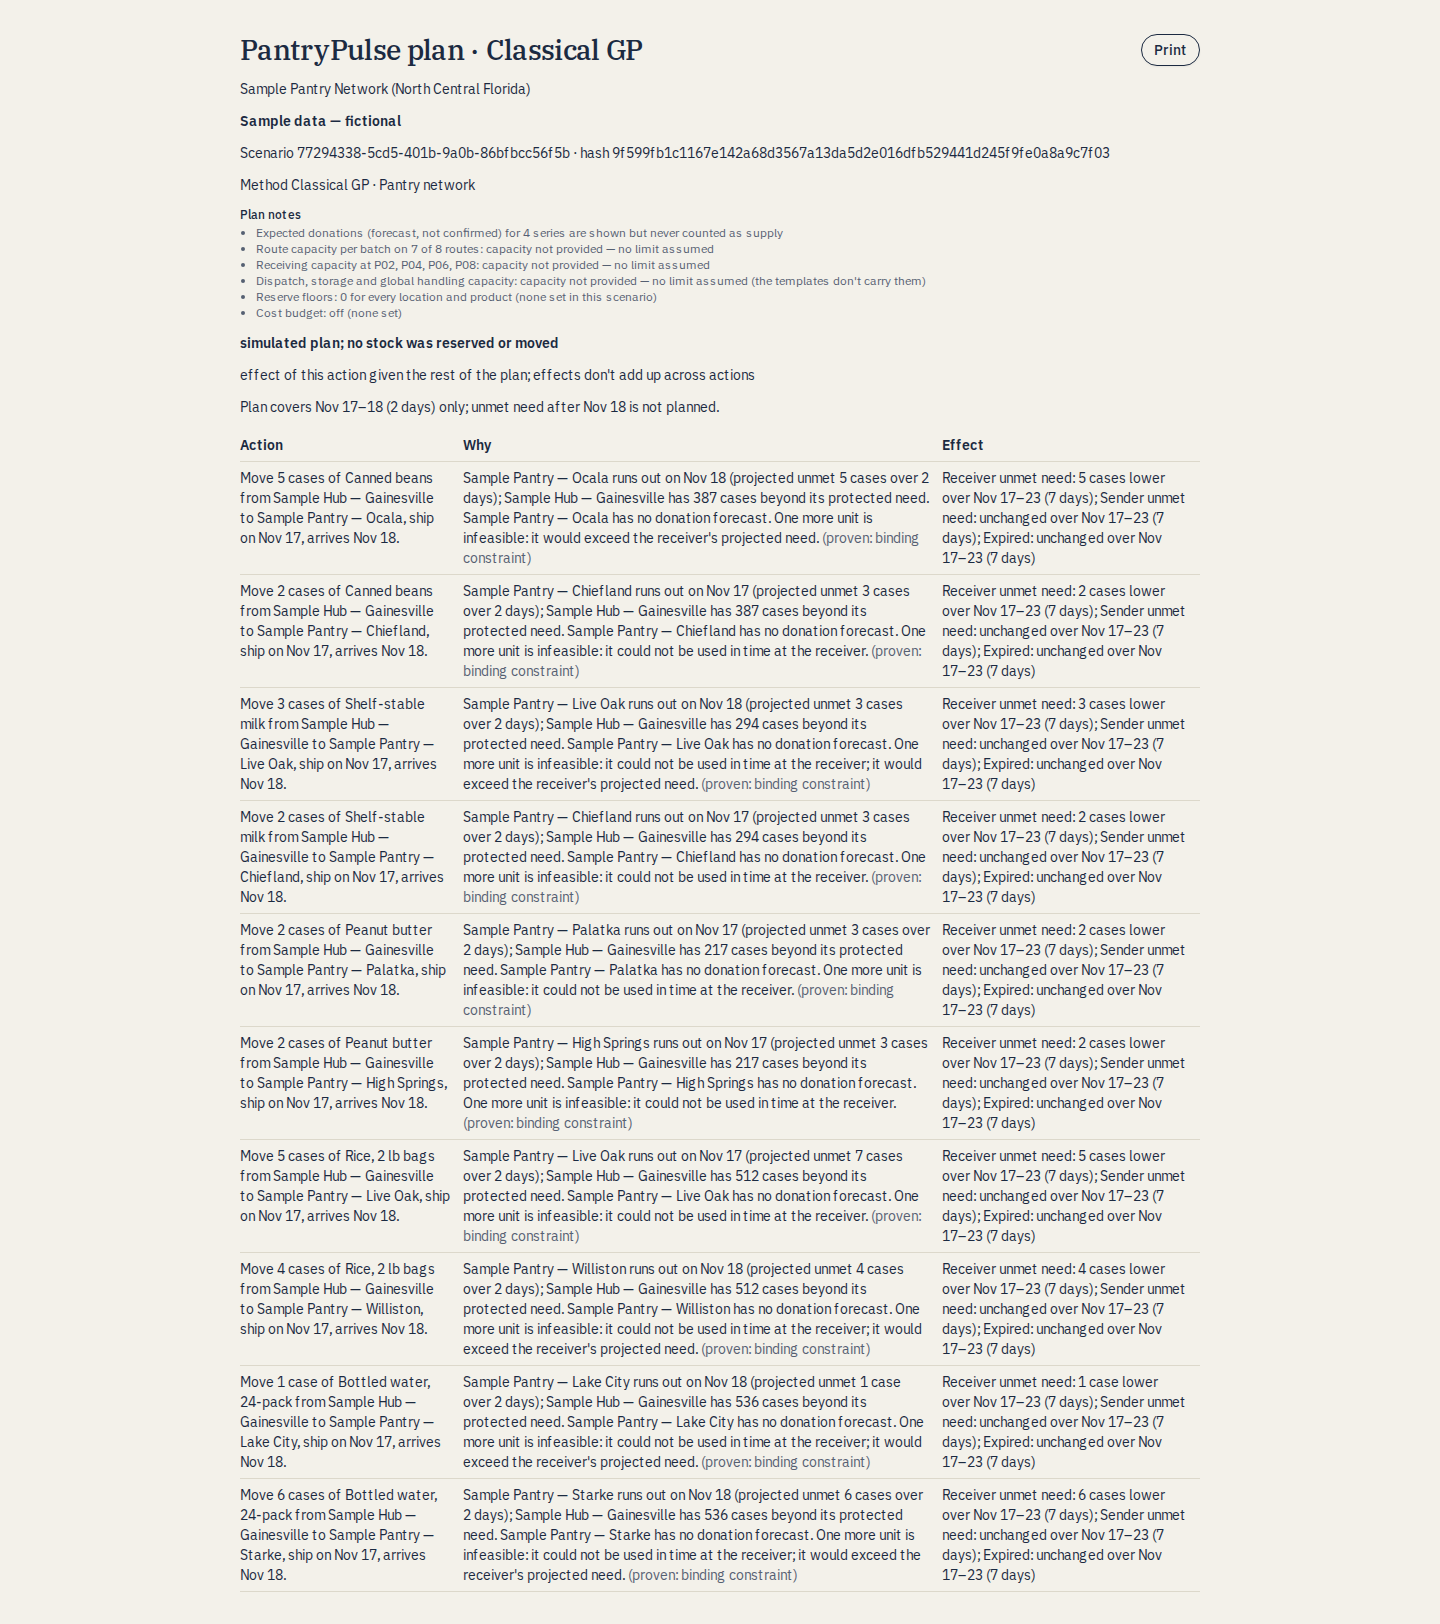 PantryPulse plan · Classical GP
Print
Sample Pantry Network (North Central Florida)
Sample data — fictional
Scenario 77294338-5cd5-401b-9a0b-86bfbcc56f5b · hash 9f599fb1c1167e142a68d3567a13da5d2e016dfb529441d245f9fe0a8a9c7f03
Method Classical GP · Pantry network
Plan notes
• Expected donations (forecast, not confirmed) for 4 series are shown but never counted as supply
• Route capacity per batch on 7 of 8 routes: capacity not provided — no limit assumed
• Receiving capacity at P02, P04, P06, P08: capacity not provided — no limit assumed
• Dispatch, storage and global handling capacity: capacity not provided — no limit assumed (the templates don't carry them)
• Reserve floors: 0 for every location and product (none set in this scenario)
• Cost budget: off (none set)
simulated plan; no stock was reserved or moved
effect of this action given the rest of the plan; effects don't add up across actions
Plan covers Nov 17–18 (2 days) only; unmet need after Nov 18 is not planned.
Action
Why
Effect
Move 5 cases of Canned beans
from Sample Hub — Gainesville
to Sample Pantry — Ocala, ship
on Nov 17, arrives Nov 18.
Sample Pantry — Ocala runs out on Nov 18 (projected unmet 5 cases over 2
days); Sample Hub — Gainesville has 387 cases beyond its protected need.
Sample Pantry — Ocala has no donation forecast. One more unit is
infeasible: it would exceed the receiver's projected need. (proven: binding
constraint)
Receiver unmet need: 5 cases lower
over Nov 17–23 (7 days); Sender unmet
need: unchanged over Nov 17–23 (7
days); Expired: unchanged over Nov
17–23 (7 days)
Move 2 cases of Canned beans
from Sample Hub — Gainesville
to Sample Pantry — Chiefland,
ship on Nov 17, arrives Nov 18.
Sample Pantry — Chiefland runs out on Nov 17 (projected unmet 3 cases
over 2 days); Sample Hub — Gainesville has 387 cases beyond its
protected need. Sample Pantry — Chiefland has no donation forecast. One
more unit is infeasible: it could not be used in time at the receiver. (proven:
binding constraint)
Receiver unmet need: 2 cases lower
over Nov 17–23 (7 days); Sender unmet
need: unchanged over Nov 17–23 (7
days); Expired: unchanged over Nov
17–23 (7 days)
Move 3 cases of Shelf-stable
milk from Sample Hub —
Gainesville to Sample Pantry —
Live Oak, ship on Nov 17, arrives
Nov 18.
Sample Pantry — Live Oak runs out on Nov 18 (projected unmet 3 cases
over 2 days); Sample Hub — Gainesville has 294 cases beyond its
protected need. Sample Pantry — Live Oak has no donation forecast. One
more unit is infeasible: it could not be used in time at the receiver; it would
exceed the receiver's projected need. (proven: binding constraint)
Receiver unmet need: 3 cases lower
over Nov 17–23 (7 days); Sender unmet
need: unchanged over Nov 17–23 (7
days); Expired: unchanged over Nov
17–23 (7 days)
Move 2 cases of Shelf-stable
milk from Sample Hub —
Gainesville to Sample Pantry —
Chiefland, ship on Nov 17, arrives
Nov 18.
Sample Pantry — Chiefland runs out on Nov 17 (projected unmet 3 cases
over 2 days); Sample Hub — Gainesville has 294 cases beyond its
protected need. Sample Pantry — Chiefland has no donation forecast. One
more unit is infeasible: it could not be used in time at the receiver. (proven:
binding constraint)
Receiver unmet need: 2 cases lower
over Nov 17–23 (7 days); Sender unmet
need: unchanged over Nov 17–23 (7
days); Expired: unchanged over Nov
17–23 (7 days)
Move 2 cases of Peanut butter
from Sample Hub — Gainesville
to Sample Pantry — Palatka, ship
on Nov 17, arrives Nov 18.
Sample Pantry — Palatka runs out on Nov 17 (projected unmet 3 cases over
2 days); Sample Hub — Gainesville has 217 cases beyond its protected
need. Sample Pantry — Palatka has no donation forecast. One more unit is
infeasible: it could not be used in time at the receiver. (proven: binding
constraint)
Receiver unmet need: 2 cases lower
over Nov 17–23 (7 days); Sender unmet
need: unchanged over Nov 17–23 (7
days); Expired: unchanged over Nov
17–23 (7 days)
Move 2 cases of Peanut butter
from Sample Hub — Gainesville
to Sample Pantry — High Springs,
ship on Nov 17, arrives Nov 18.
Sample Pantry — High Springs runs out on Nov 17 (projected unmet 3 cases
over 2 days); Sample Hub — Gainesville has 217 cases beyond its
protected need. Sample Pantry — High Springs has no donation forecast.
One more unit is infeasible: it could not be used in time at the receiver.
(proven: binding constraint)
Receiver unmet need: 2 cases lower
over Nov 17–23 (7 days); Sender unmet
need: unchanged over Nov 17–23 (7
days); Expired: unchanged over Nov
17–23 (7 days)
Move 5 cases of Rice, 2 lb bags
from Sample Hub — Gainesville
to Sample Pantry — Live Oak, ship
on Nov 17, arrives Nov 18.
Sample Pantry — Live Oak runs out on Nov 17 (projected unmet 7 cases
over 2 days); Sample Hub — Gainesville has 512 cases beyond its
protected need. Sample Pantry — Live Oak has no donation forecast. One
more unit is infeasible: it could not be used in time at the receiver. (proven:
binding constraint)
Receiver unmet need: 5 cases lower
over Nov 17–23 (7 days); Sender unmet
need: unchanged over Nov 17–23 (7
days); Expired: unchanged over Nov
17–23 (7 days)
Move 4 cases of Rice, 2 lb bags
from Sample Hub — Gainesville
to Sample Pantry — Williston,
ship on Nov 17, arrives Nov 18.
Sample Pantry — Williston runs out on Nov 18 (projected unmet 4 cases
over 2 days); Sample Hub — Gainesville has 512 cases beyond its
protected need. Sample Pantry — Williston has no donation forecast. One
more unit is infeasible: it could not be used in time at the receiver; it would
exceed the receiver's projected need. (proven: binding constraint)
Receiver unmet need: 4 cases lower
over Nov 17–23 (7 days); Sender unmet
need: unchanged over Nov 17–23 (7
days); Expired: unchanged over Nov
17–23 (7 days)
Move 1 case of Bottled water,
24-pack from Sample Hub —
Gainesville to Sample Pantry —
Lake City, ship on Nov 17, arrives
Nov 18.
Sample Pantry — Lake City runs out on Nov 18 (projected unmet 1 case
over 2 days); Sample Hub — Gainesville has 536 cases beyond its
protected need. Sample Pantry — Lake City has no donation forecast. One
more unit is infeasible: it could not be used in time at the receiver; it would
exceed the receiver's projected need. (proven: binding constraint)
Receiver unmet need: 1 case lower
over Nov 17–23 (7 days); Sender unmet
need: unchanged over Nov 17–23 (7
days); Expired: unchanged over Nov
17–23 (7 days)
Move 6 cases of Bottled water,
24-pack from Sample Hub —
Gainesville to Sample Pantry —
Starke, ship on Nov 17, arrives
Nov 18.
Sample Pantry — Starke runs out on Nov 18 (projected unmet 6 cases over
2 days); Sample Hub — Gainesville has 536 cases beyond its protected
need. Sample Pantry — Starke has no donation forecast. One more unit is
infeasible: it could not be used in time at the receiver; it would exceed the
receiver's projected need. (proven: binding constraint)
Receiver unmet need: 6 cases lower
over Nov 17–23 (7 days); Sender unmet
need: unchanged over Nov 17–23 (7
days); Expired: unchanged over Nov
17–23 (7 days)